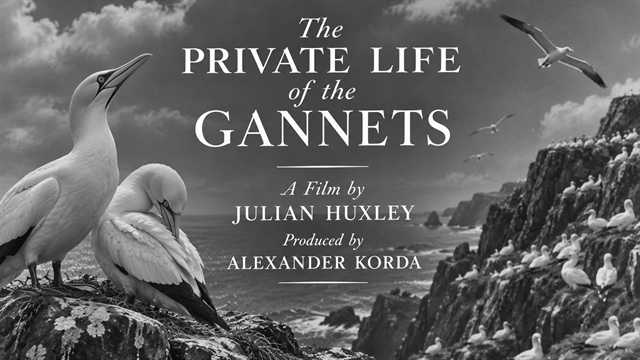 The
PRIVATE LIFE
of the
GANNETS
A Film by
JULIAN HUXLEY
Produced by
ALEXANDER KORDA